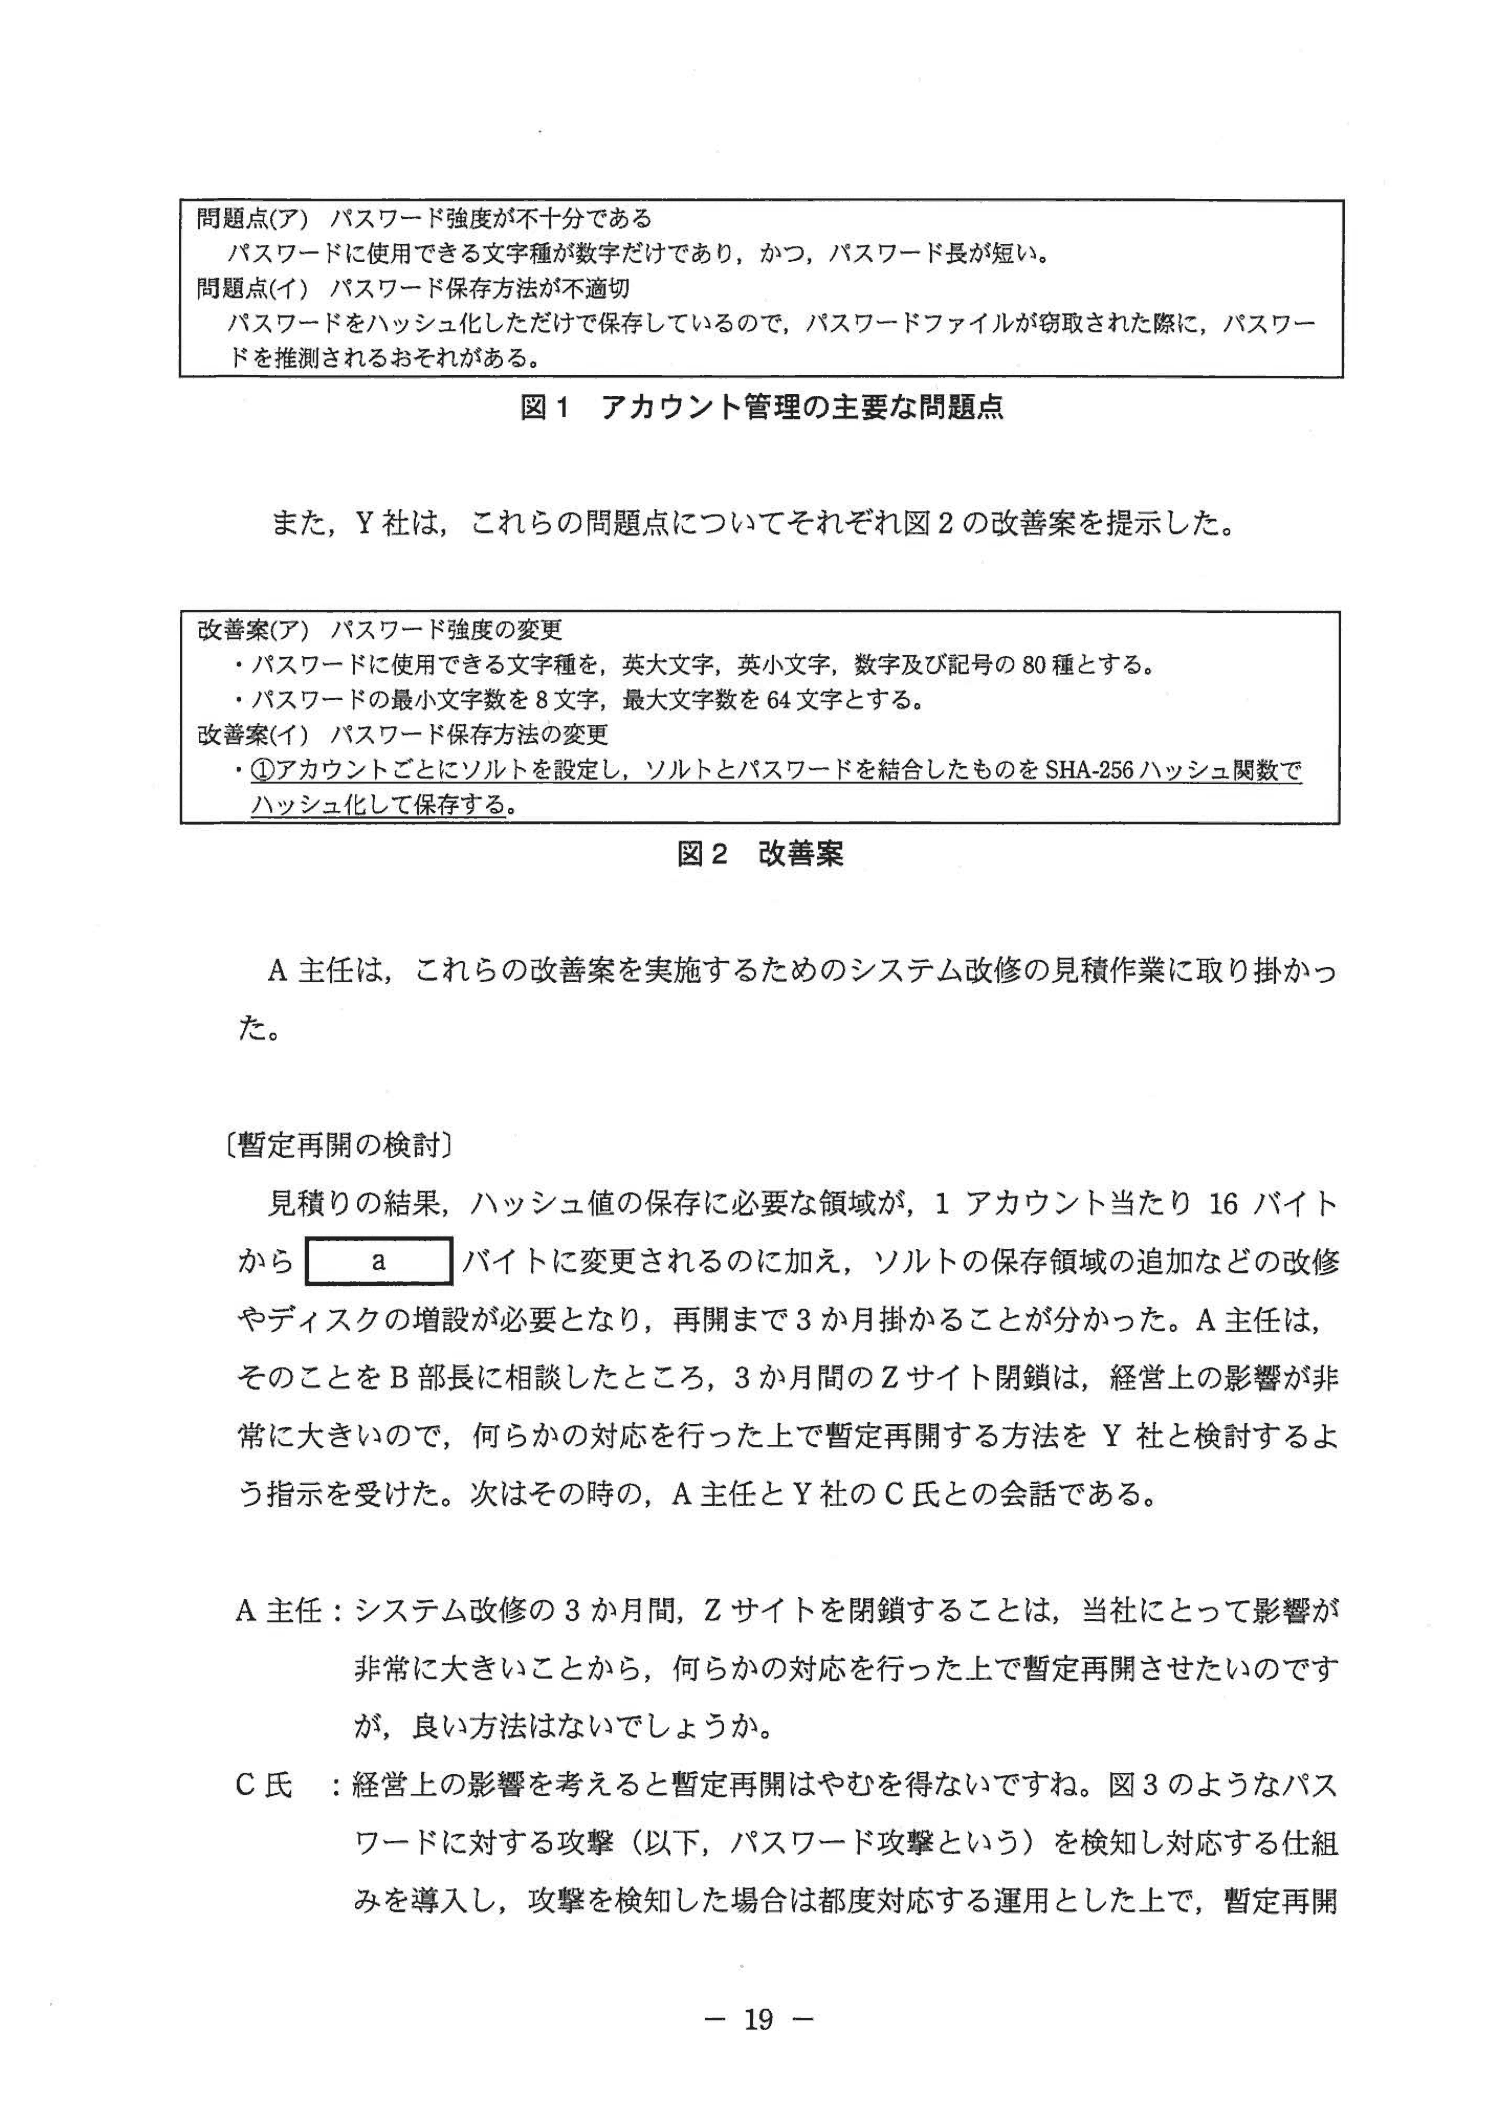 問題点(ア) パスワード強度が不十分である
パスワードに使用できる文字種が数字だけであり，かつ，パスワード長が短い。
問題点(イ) パスワード保存方法が不適切
パスワードをハッシュ化しただけで保存しているので，パスワードファイルが窃取された際に，パスワー
ドを推測されるおそれがある。
図1 アカウント管理の主要な問題点
また，Y社は，これらの問題点についてそれぞれ図2の改善案を提示した。
改善案(ア) パスワード強度の変更
・パスワードに使用できる文字種を，英大文字，英小文字，数字及び記号の80種とする。
・パスワードの最小文字数を8文字，最大文字数を64文字とする。
改善案(イ) パスワード保存方法の変更
・①アカウントごとにソルトを設定し，ソルトとパスワードを結合したものをSHA-256ハッシュ関数で
ハッシュ化して保存する。
図2 改善案
A主任は，これらの改善案を実施するためのシステム改修の見積作業に取り掛かっ
た。
〔暫定再開の検討〕
見積りの結果，ハッシュ値の保存に必要な領域が，1 アカウント当たり 16 バイト
から a バイトに変更されるのに加え，ソルトの保存領域の追加などの改修
やディスクの増設が必要となり，再開まで3か月掛かることが分かった。A主任は，
そのことをB部長に相談したところ，3か月間のZサイト閉鎖は，経営上の影響が非
常に大きいので，何らかの対応を行った上で暫定再開する方法を Y 社と検討するよ
う指示を受けた。次はその時の，A主任とY社のC氏との会話である。
A主任：システム改修の3か月間，Zサイトを閉鎖することは，当社にとって影響が
非常に大きいことから，何らかの対応を行った上で暫定再開させたいのです
が，良い方法はないでしょうか。
C氏 ：経営上の影響を考えると暫定再開はやむを得ないですね。図3のようなパス
ワードに対する攻撃（以下，パスワード攻撃という）を検知し対応する仕組
みを導入し，攻撃を検知した場合は都度対応する運用とした上で，暫定再開
－ 19 －